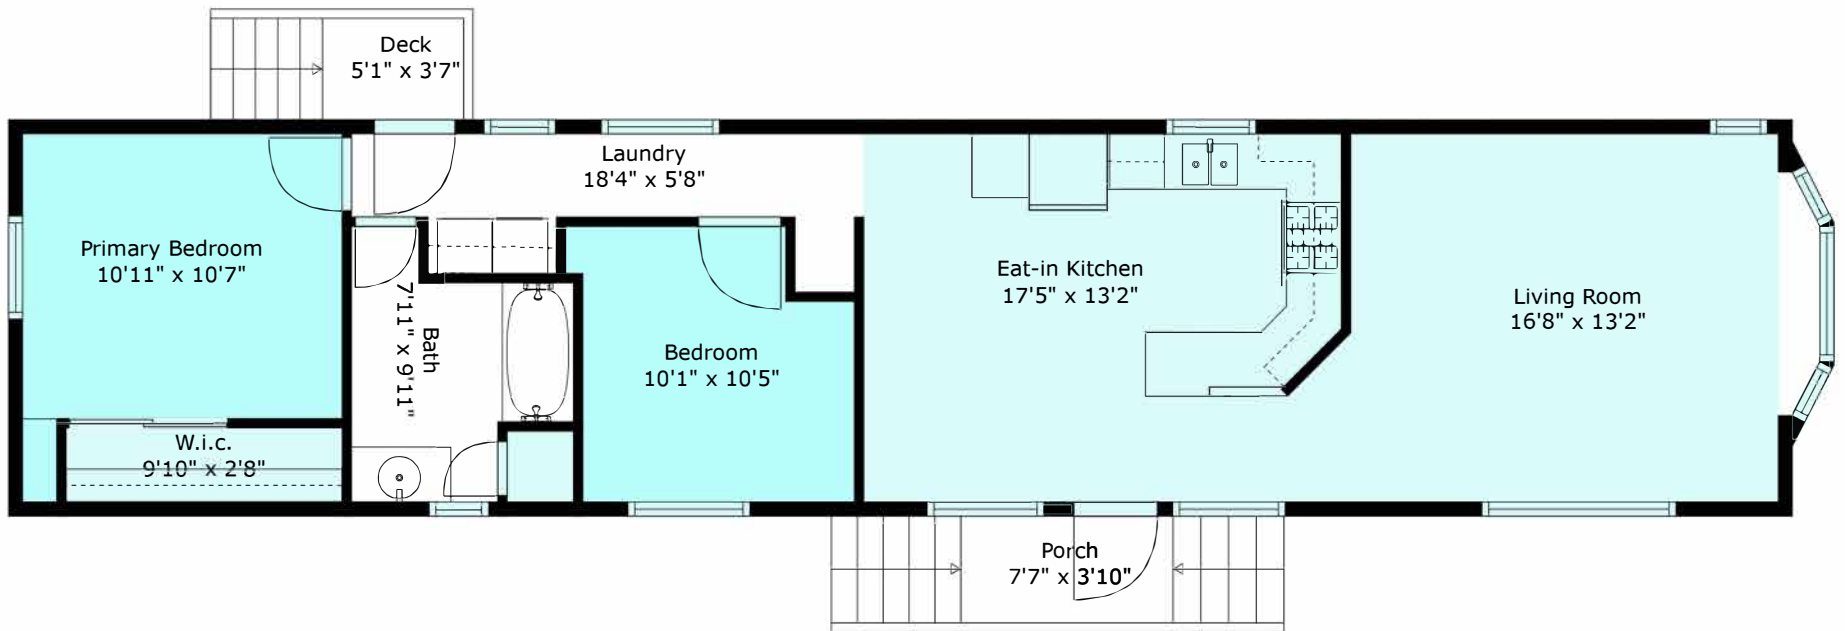 Deck
5'1" x 3'7"
Laundry
18'4" x 5'8"
Primary Bedroom
10'11" x 10'7"
Eat-in Kitchen
17'5" x 13'2"
Living Room
16'8" x 13'2"
Bath
7'11" x 9'11"
Bedroom
10'1" x 10'5"
W.i.c.
9'10" x 2'8"
Porch
7'7" x 3'10"